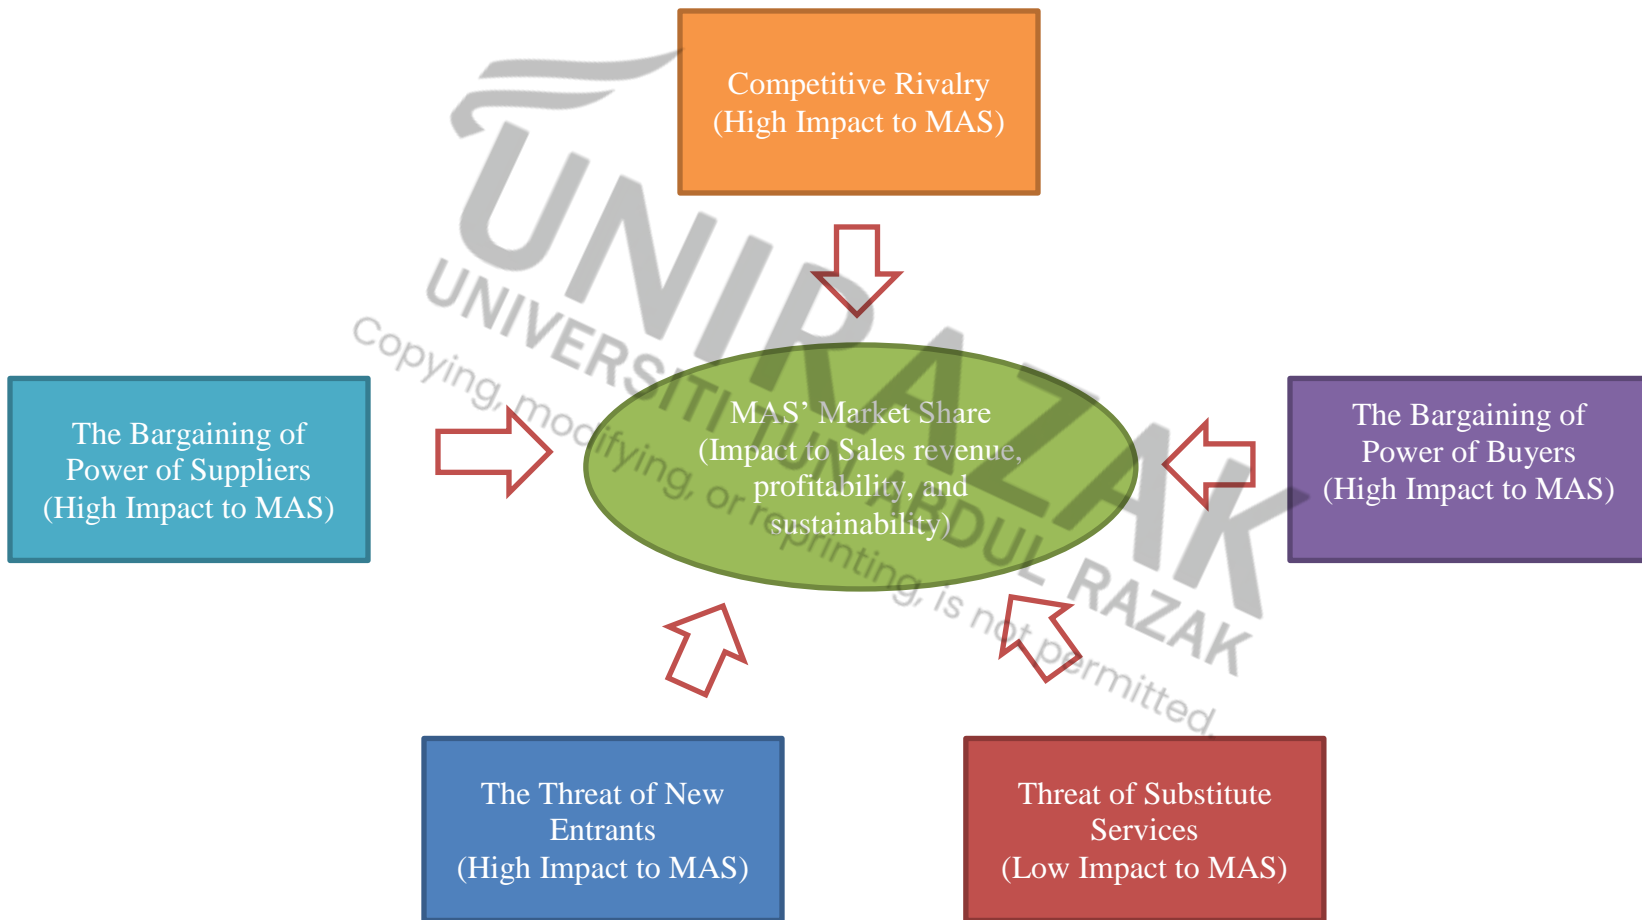 Competitive Rivalry
(High Impact to MAS)
The Bargaining of
Power of Suppliers
(High Impact to MAS)
MAS’ Market Share
(Impact to Sales revenue,
profitability, and
sustainability)
The Bargaining of
Power of Buyers
(High Impact to MAS)
The Threat of New
Entrants
(High Impact to MAS)
Threat of Substitute
Services
(Low Impact to MAS)
UNIRAZAK
UNIVERSITI TUN ABDUL RAZAK
Copying, modifying, or reprinting, is not permitted.